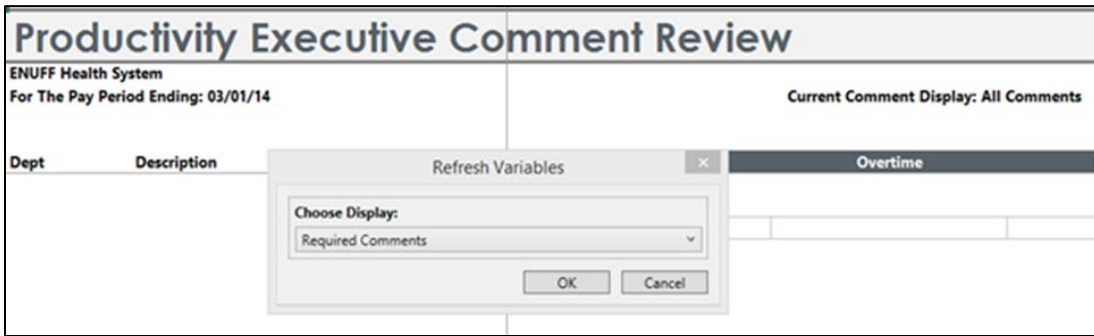 Productivity Executive Comment Review
ENUFF Health System
For The Pay Period Ending: 03/01/14
Current Comment Display: All Comments
Dept Description Overtime
Refresh Variables
Choose Display:
Required Comments
OK Cancel